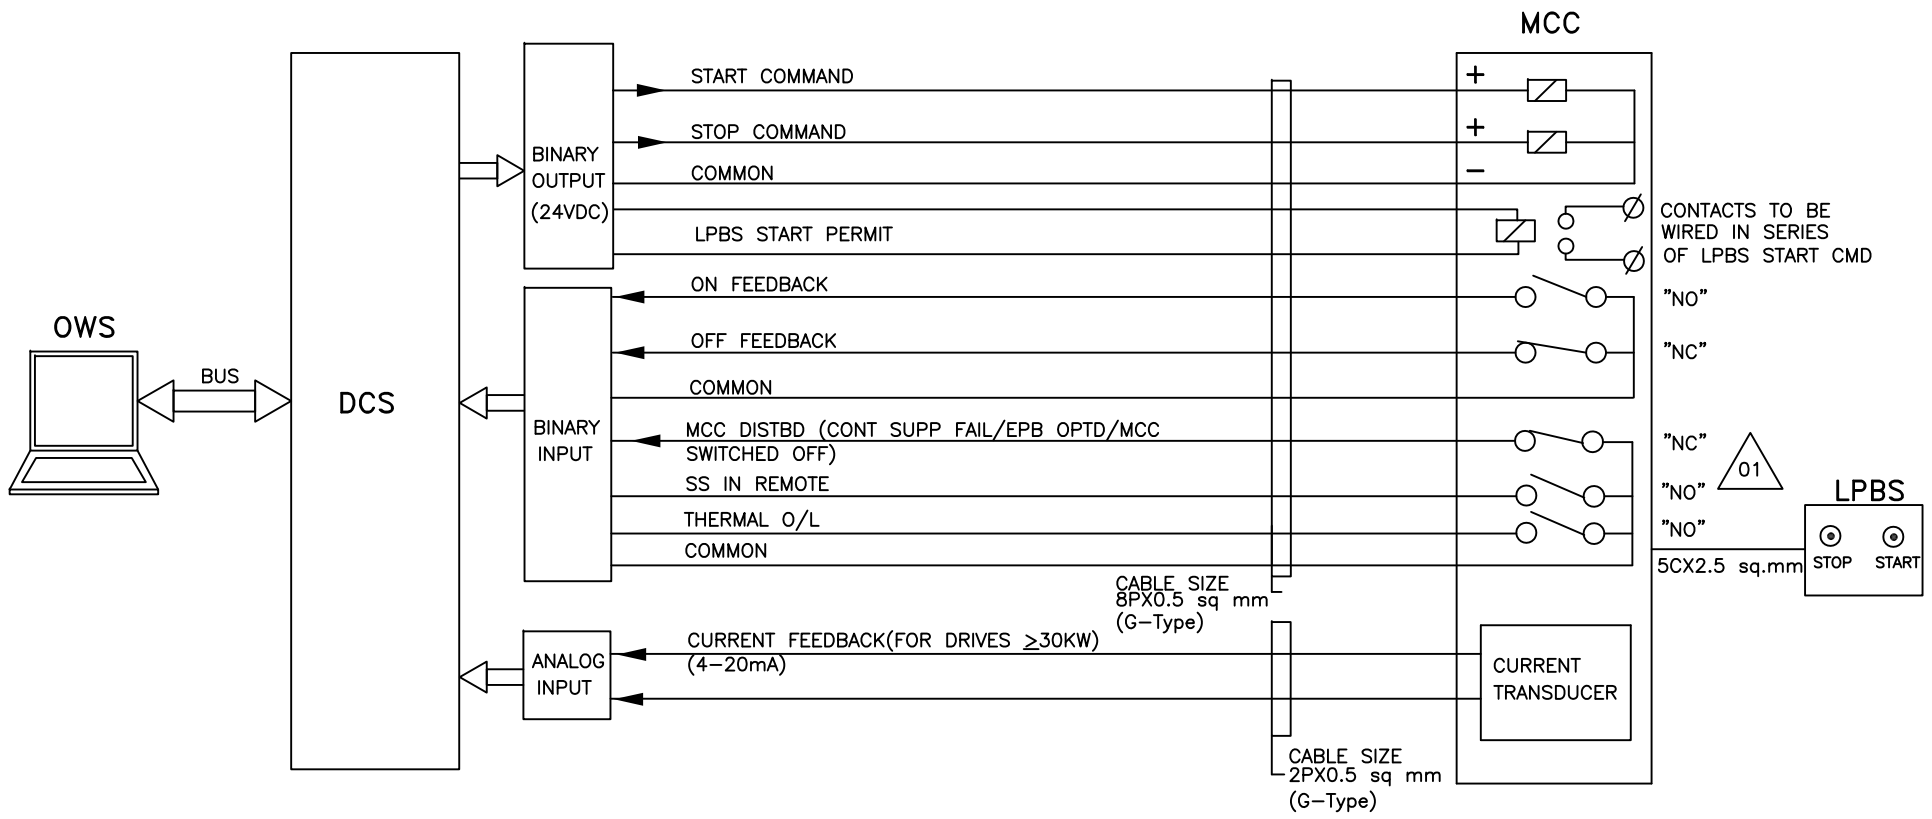 MCC
START COMMAND
+
STOP COMMAND
+
BINARY
OUTPUT
(24VDC)
COMMON
−
LPBS START PERMIT
CONTACTS TO BE
WIRED IN SERIES
OF LPBS START CMD
ON FEEDBACK
"NO"
OWS
OFF FEEDBACK
"NC"
BUS
DCS
COMMON
BINARY
INPUT
MCC DISTBD (CONT SUPP FAIL/EPB OPTD/MCC
SWITCHED OFF)
"NC"
01
SS IN REMOTE
"NO"
LPBS
THERMAL O/L
"NO"
COMMON
5CX2.5 sq.mm
STOP
START
CABLE SIZE
8PX0.5 sq mm
(G-Type)
CURRENT FEEDBACK(FOR DRIVES ≥30KW)
(4-20mA)
ANALOG
INPUT
CURRENT
TRANSDUCER
CABLE SIZE
2PX0.5 sq mm
(G-Type)